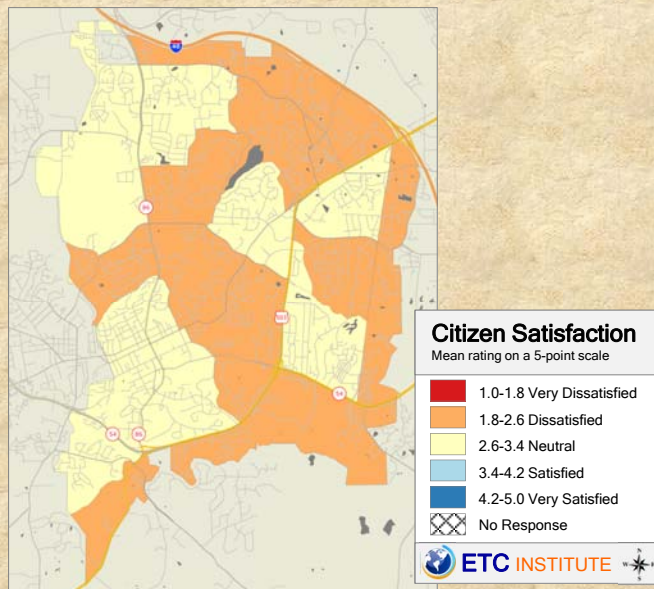 40
86
501
54
54
86
Citizen Satisfaction
Mean rating on a 5-point scale
1.0-1.8 Very Dissatisfied
1.8-2.6 Dissatisfied
2.6-3.4 Neutral
3.4-4.2 Satisfied
4.2-5.0 Very Satisfied
No Response
ETC INSTITUTE
N
W E
S